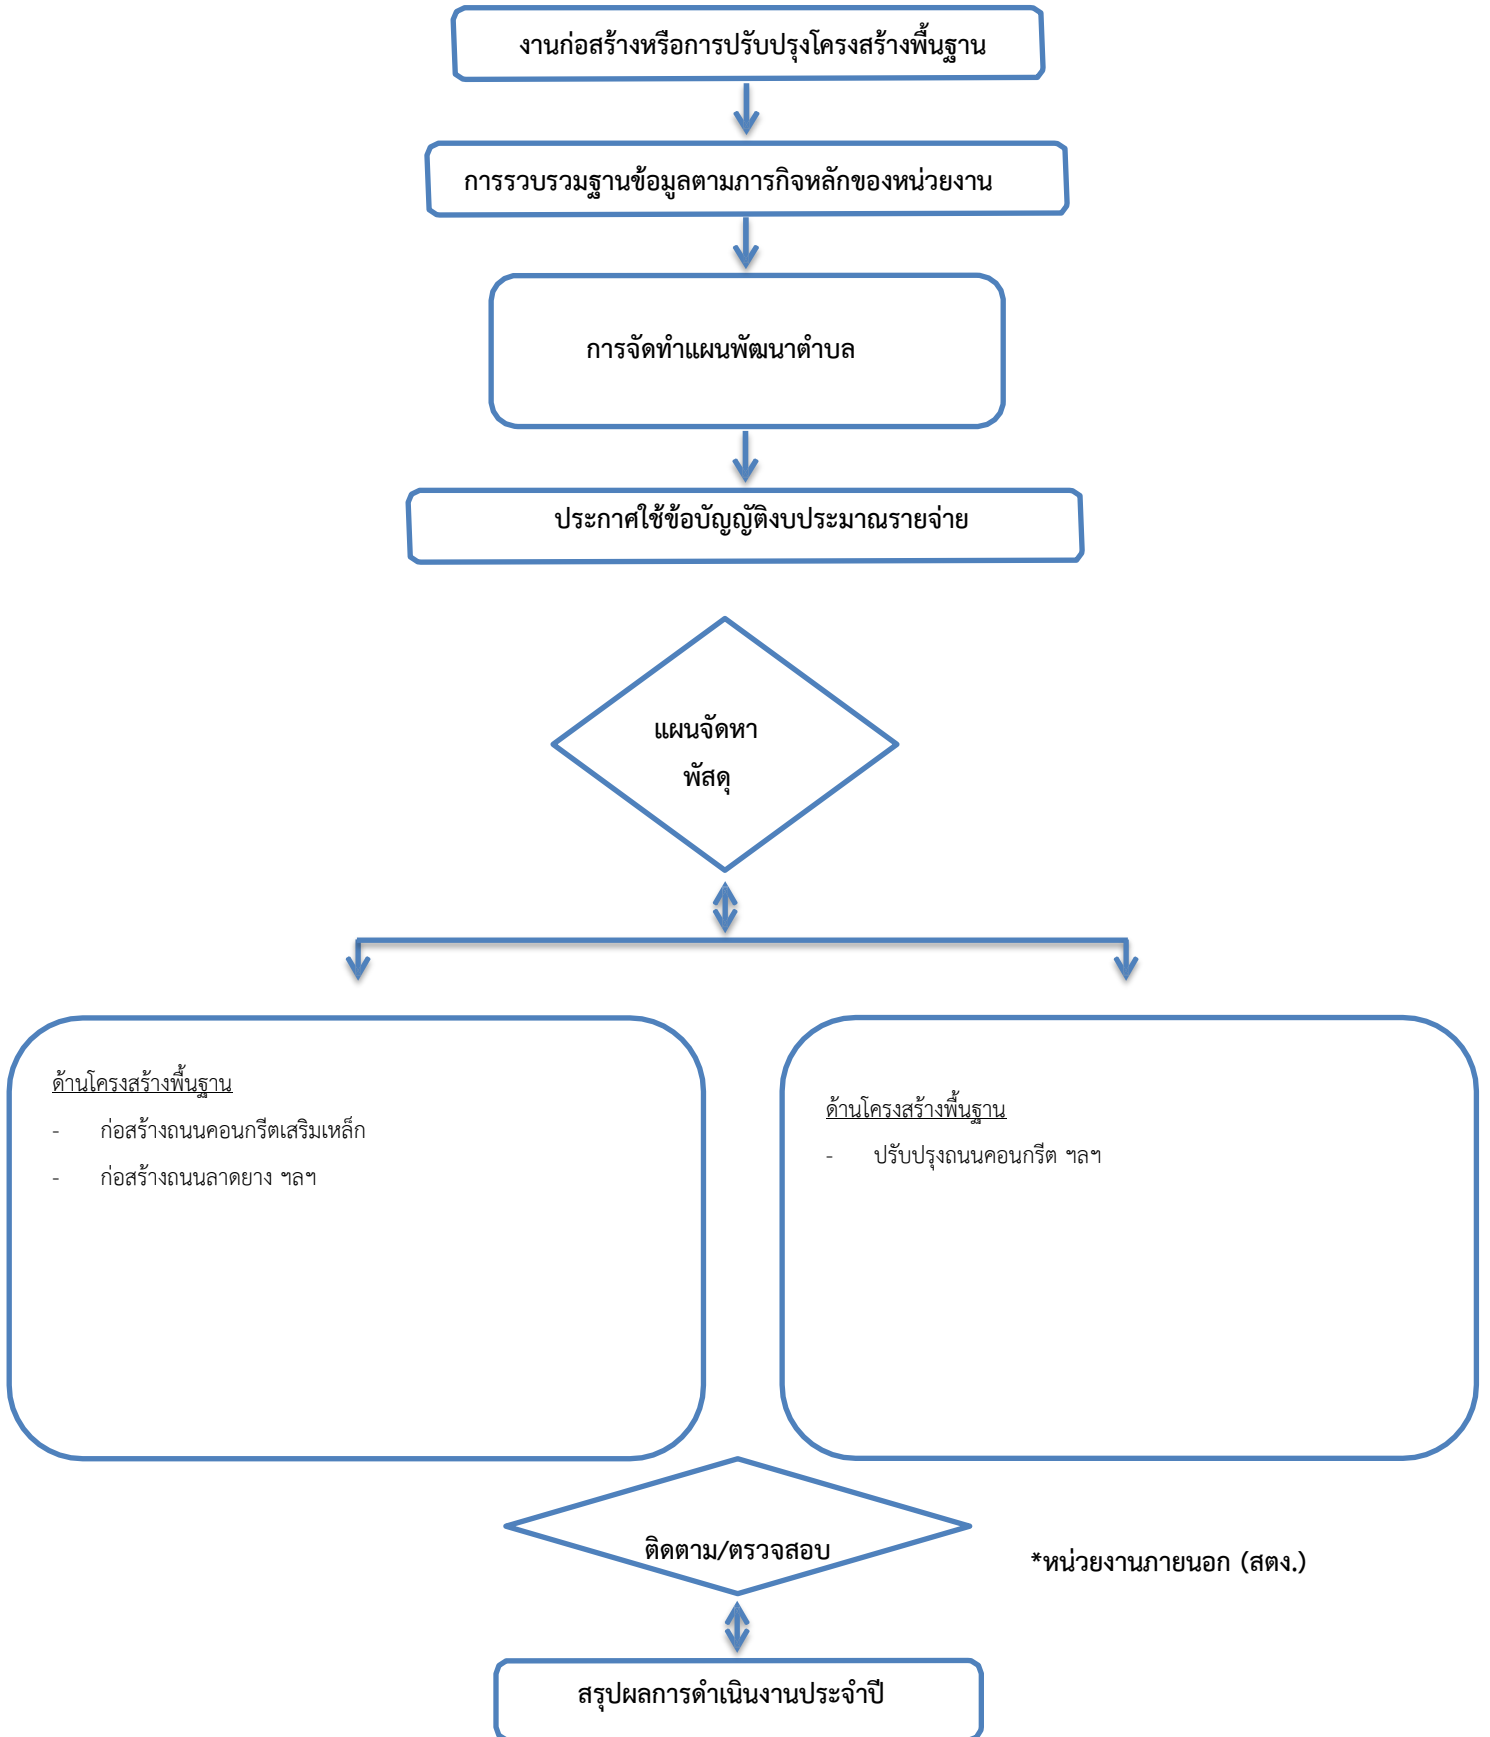 งานก่อสร้างหรือการปรับปรุงโครงสร้างพื้นฐาน
การรวบรวมฐานข้อมูลตามภารกิจหลักของหน่วยงาน
การจัดทำแผนพัฒนาตำบล
ประกาศใช้ข้อบัญญัติงบประมาณรายจ่าย
แผนจัดหา
พัสดุ
ด้านโครงสร้างพื้นฐาน
- ก่อสร้างถนนคอนกรีตเสริมเหล็ก
- ก่อสร้างถนนลาดยาง ฯลฯ
ด้านโครงสร้างพื้นฐาน
- ปรับปรุงถนนคอนกรีต ฯลฯ
ติดตาม/ตรวจสอบ
*หน่วยงานภายนอก (สตง.)
สรุปผลการดำเนินงานประจำปี